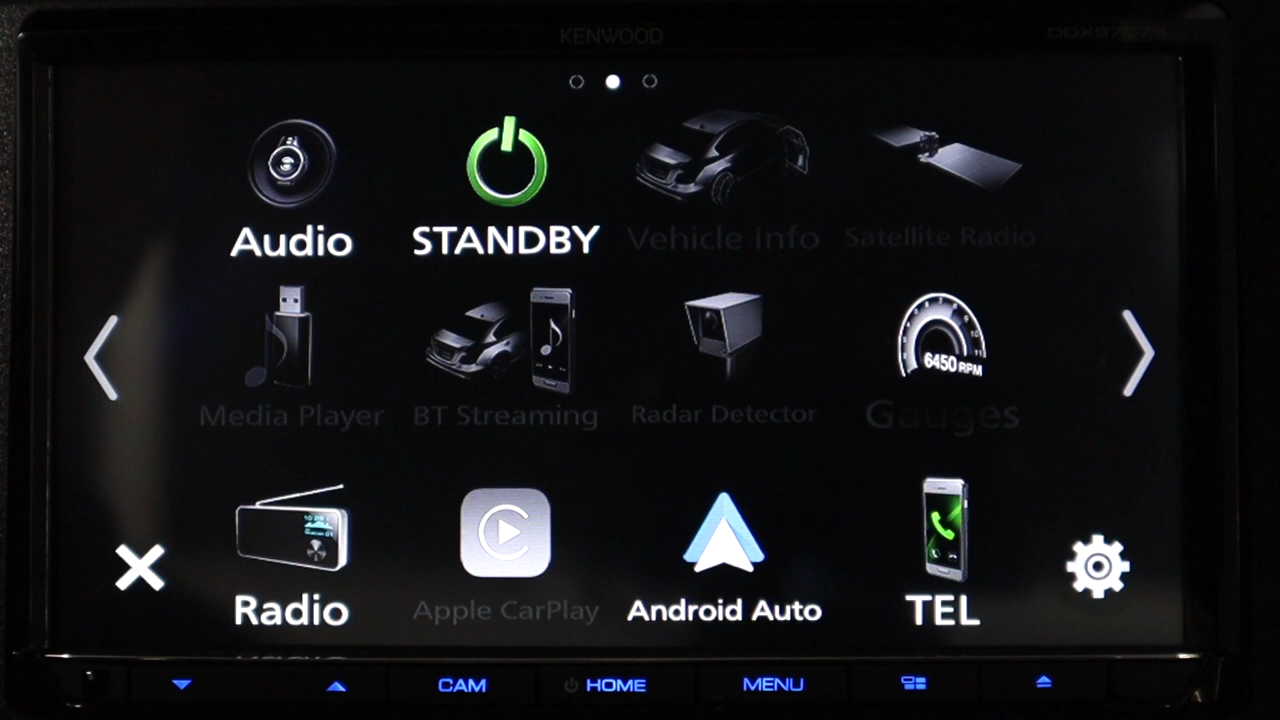 KENWOOD
Audio
STANDBY
Vehicle Info
Satellite Radio
6450 RPM
Media Player
BT Streaming
Radar Detector
Gauges
Radio
Apple CarPlay
Android Auto
TEL
CAM
HOME
MENU